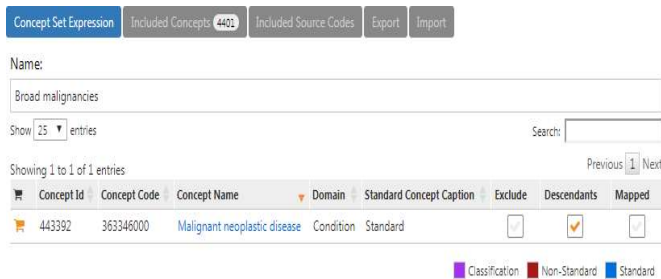 Concept Set Expression Included Concepts 4401 Included Source Codes Export Import
Name:
Broad malignancies
Show 25 entries Search:
Showing 1 to 1 of 1 entries Previous 1 Next
Concept Id Concept Code Concept Name Domain Standard Concept Caption Exclude Descendants Mapped
443392 363346000 Malignant neoplastic disease Condition Standard
Classification Non-Standard Standard